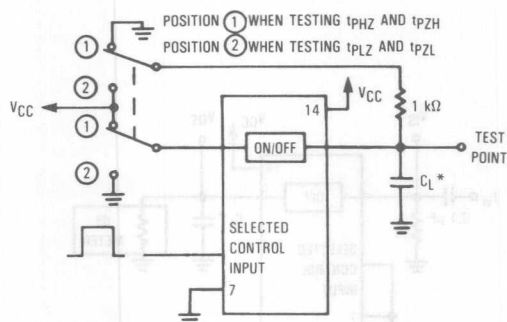 POSITION ① WHEN TESTING tPHZ AND tPZH
POSITION ② WHEN TESTING tPLZ AND tPZL
①
②
VCC
①
②
14
VCC
1 kΩ
ON/OFF
TEST
POINT
CL*
SELECTED
CONTROL
INPUT
7